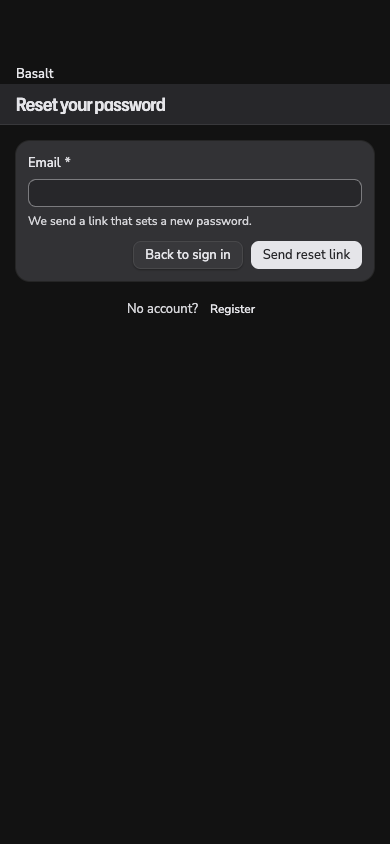 Basalt
Reset your password
Email *
We send a link that sets a new password.
Back to sign in
Send reset link
No account? Register